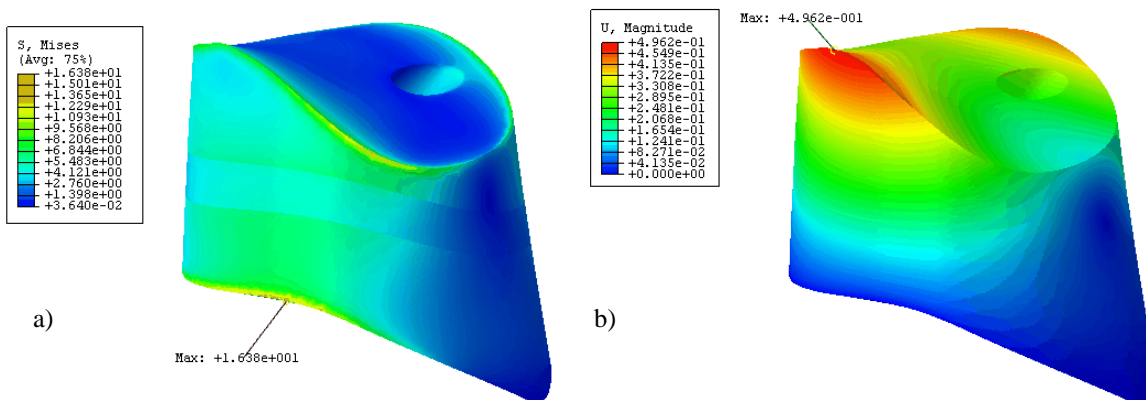 S, Mises
(Avg: 75%)
+1.638e+01
+1.501e+01
+1.365e+01
+1.229e+01
+1.093e+01
+9.568e+00
+8.206e+00
+6.844e+00
+5.483e+00
+4.121e+00
+2.760e+00
+1.398e+00
+3.640e-02
a)
Max: +1.638e+001
Max: +4.962e-001
U, Magnitude
+4.962e-01
+4.549e-01
+4.135e-01
+3.722e-01
+3.308e-01
+2.895e-01
+2.481e-01
+2.068e-01
+1.654e-01
+1.241e-01
+8.271e-02
+4.135e-02
+0.000e+00
b)